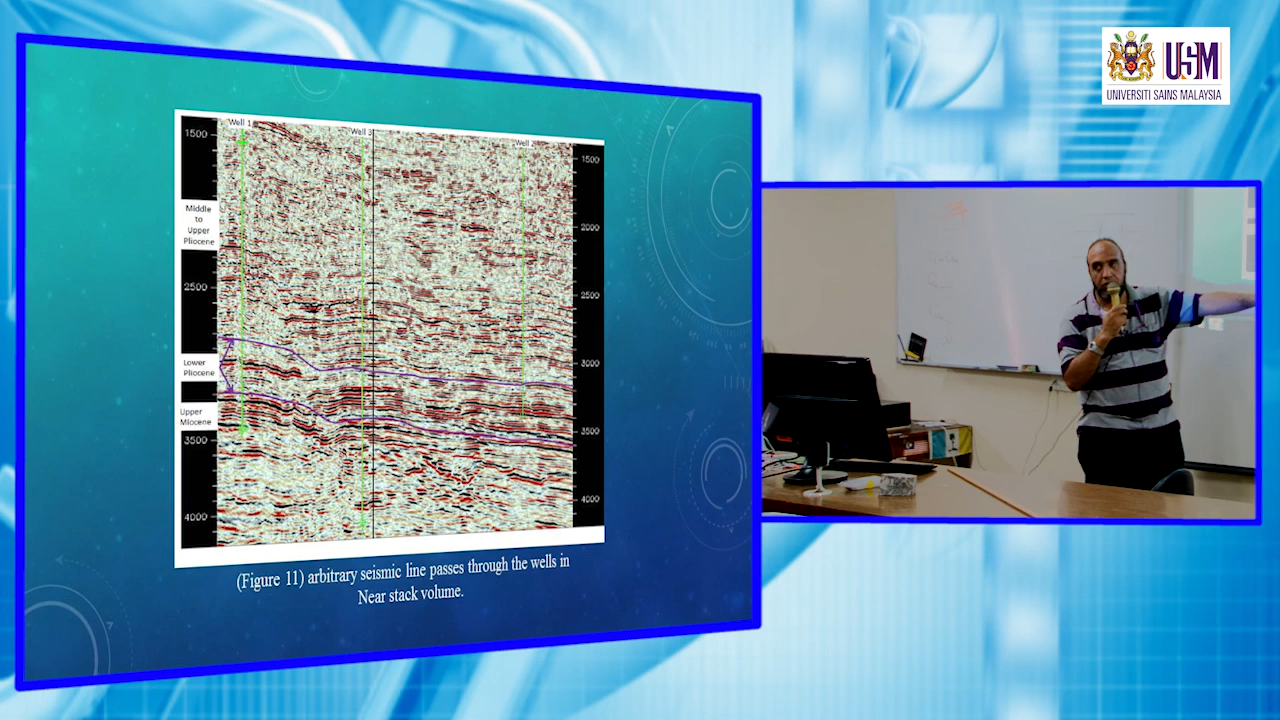 USM
UNIVERSITI SAINS MALAYSIA
Well 1
Well 3
Well 2
1500
2500
3500
4000
Middle
to
Upper
Pliocene
Lower
Pliocene
Upper
Miocene
1500
2000
2500
3000
3500
4000
(Figure 11) arbitrary seismic line passes through the wells in
Near stack volume.